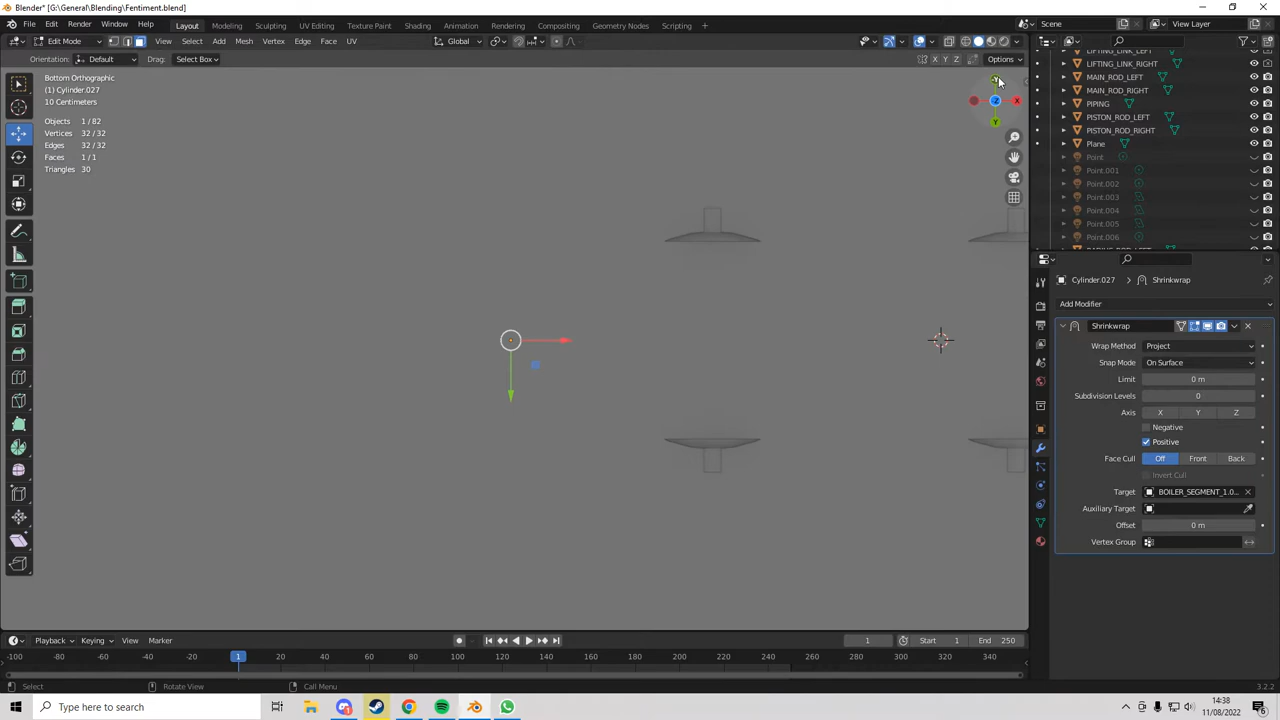 Blender* [G:\General\Blending\Fentiment.blend]
File Edit Render Window Help Layout Modeling Sculpting UV Editing Texture Paint Shading Animation Rendering Compositing Geometry Nodes Scripting + Scene View Layer
Edit Mode View Select Add Mesh Vertex Edge Face UV Global
Orientation: Default Drag: Select Box X Y Z Options
Bottom Orthographic
(1) Cylinder.027
10 Centimeters
Objects 1/82
Vertices 32/32
Edges 32/32
Faces 1/1
Triangles 30
Y
-Z X
Y
LIFTING_LINK_LEFT
LIFTING_LINK_RIGHT
MAIN_ROD_LEFT
MAIN_ROD_RIGHT
PIPING
PISTON_ROD_LEFT
PISTON_ROD_RIGHT
Plane
Point
Point.001
Point.002
Point.003
Point.004
Point.005
Point.006
RADIUS_ROD_LEFT
Cylinder.027 > Shrinkwrap
Add Modifier
Shrinkwrap
Wrap Method Project
Snap Mode On Surface
Limit 0 m
Subdivision Levels 0
Axis X Y Z
Negative
Positive
Face Cull Off Front Back
Invert Cull
Target BOILER_SEGMENT_1.0...
Auxiliary Target
Offset 0 m
Vertex Group
Playback Keying View Marker 1 Start 1 End 250
-100 -80 -60 -40 -20 1 20 40 60 80 100 120 140 160 180 200 220 240 260 280 300 320 340
Select Rotate View Call Menu 3.2.2
Type here to search
14:38
11/08/2022
6